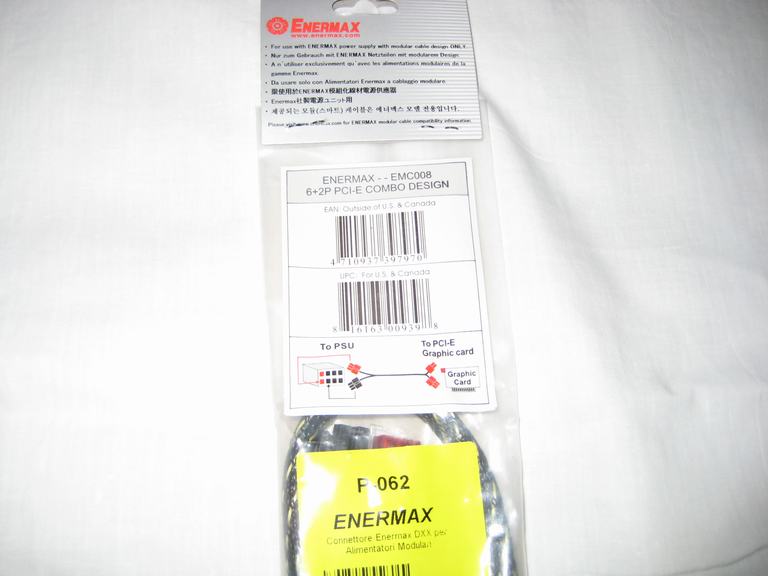 ENERMAX
www.enermax.com
• For use with ENERMAX power supply with modular cable design ONLY.
• Nur zum Gebrauch mit ENERMAX Netzteilen mit modularem Design.
• A n'utiliser exclusivement qu'avec les alimentations modulaires de la
gamme Enermax.
• Da usare solo con Alimentatori Enermax a cablaggio modulare.
• 限使用於ENERMAX模組化線材電源供應器
• Enermax社製電源ユニット用
• 제공되는 모듈(스마트) 케이블은 에너맥스 모델 전용입니다.
Please for ENERMAX modular cable compatibility information.
ENERMAX - - EMC008
6+2P PCI-E COMBO DESIGN
EAN: Outside of U.S. & Canada
4 710937 397970
UPC: For U.S. & Canada
8 16163 00939 8
To PSU
To PCI-E
Graphic card
Graphic
Card
P-062
ENERMAX
Connettore Enermax DXX per
Alimentatori Modulari